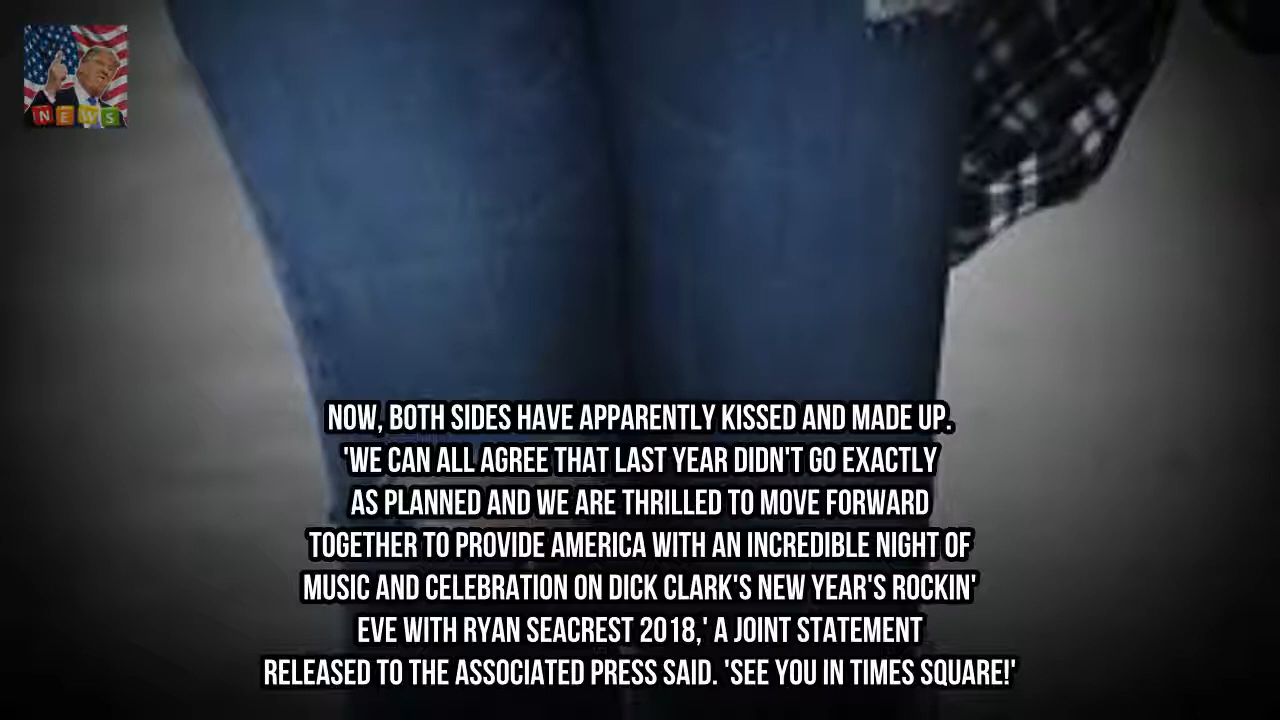 NEWS
NOW, BOTH SIDES HAVE APPARENTLY KISSED AND MADE UP.
'WE CAN ALL AGREE THAT LAST YEAR DIDN'T GO EXACTLY
AS PLANNED AND WE ARE THRILLED TO MOVE FORWARD
TOGETHER TO PROVIDE AMERICA WITH AN INCREDIBLE NIGHT OF
MUSIC AND CELEBRATION ON DICK CLARK'S NEW YEAR'S ROCKIN'
EVE WITH RYAN SEACREST 2018,' A JOINT STATEMENT
RELEASED TO THE ASSOCIATED PRESS SAID. 'SEE YOU IN TIMES SQUARE!'